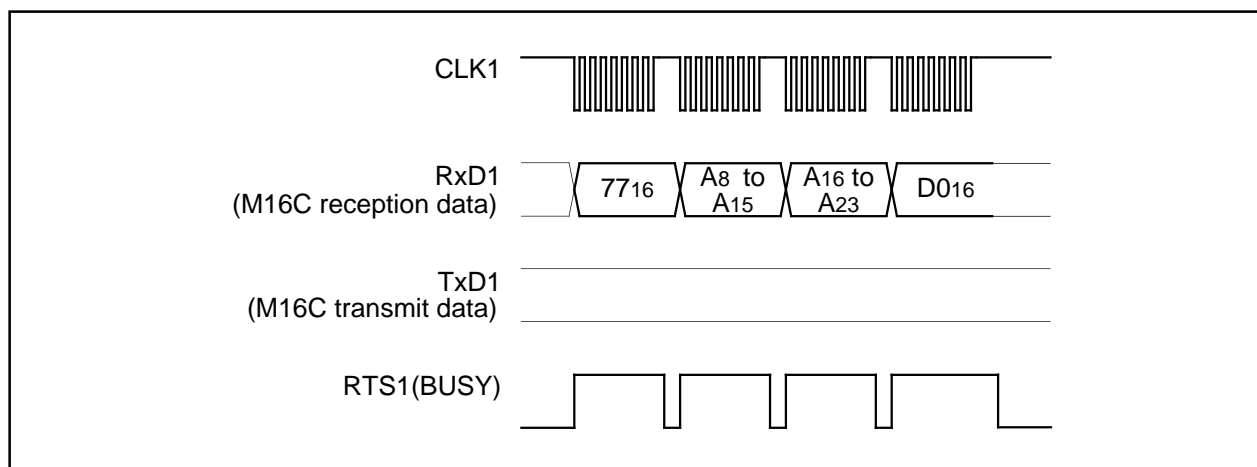 CLK1
RxD1
(M16C reception data)
7716
A8 to
A15
A16 to
A23
D016
TxD1
(M16C transmit data)
RTS1(BUSY)